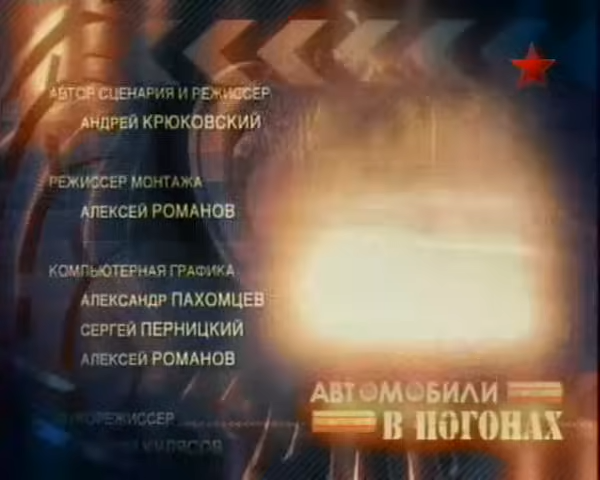 АВТОР СЦЕНАРИЯ И РЕЖИССЕР
АНДРЕЙ КРЮКОВСКИЙ
РЕЖИССЕР МОНТАЖА
АЛЕКСЕЙ РОМАНОВ
КОМПЬЮТЕРНАЯ ГРАФИКА
АЛЕКСАНДР ПАХОМЦЕВ
СЕРГЕЙ ПЕРНИЦКИЙ
АЛЕКСЕЙ РОМАНОВ
АВТОМОБИЛИ
В ПОГОНАХ